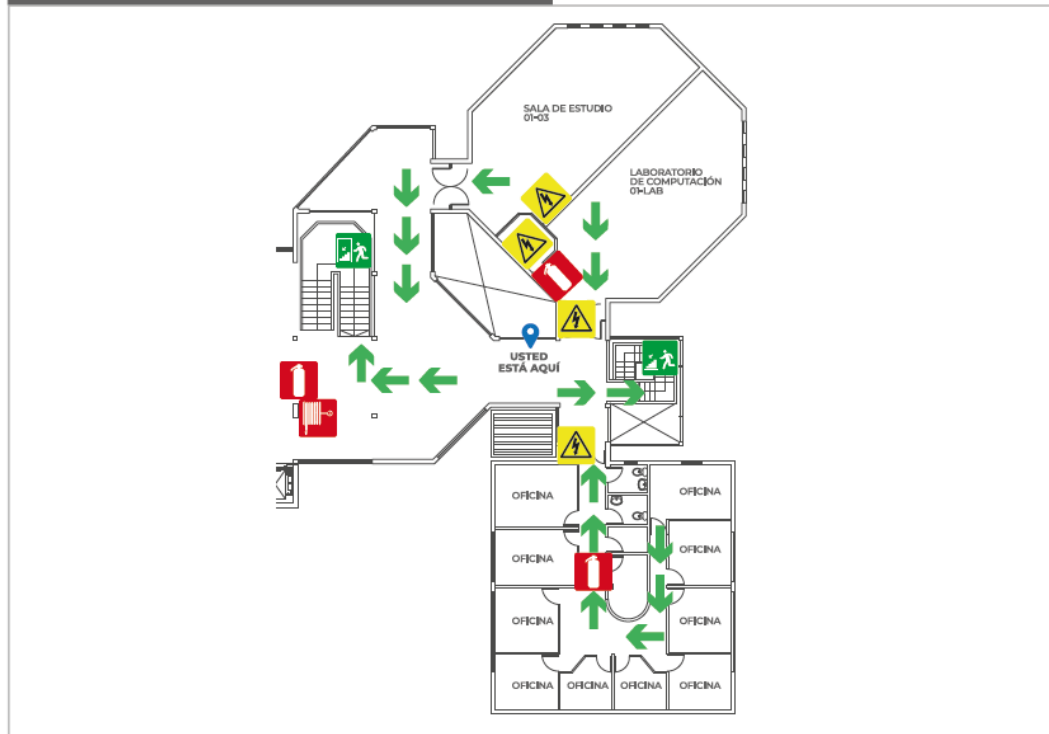 SALA DE ESTUDIO
01-03
LABORATORIO
DE COMPUTACIÓN
01-LAB
USTED
ESTÁ AQUÍ
OFICINA
OFICINA
OFICINA
OFICINA
OFICINA
OFICINA
OFICINA
OFICINA
OFICINA
OFICINA